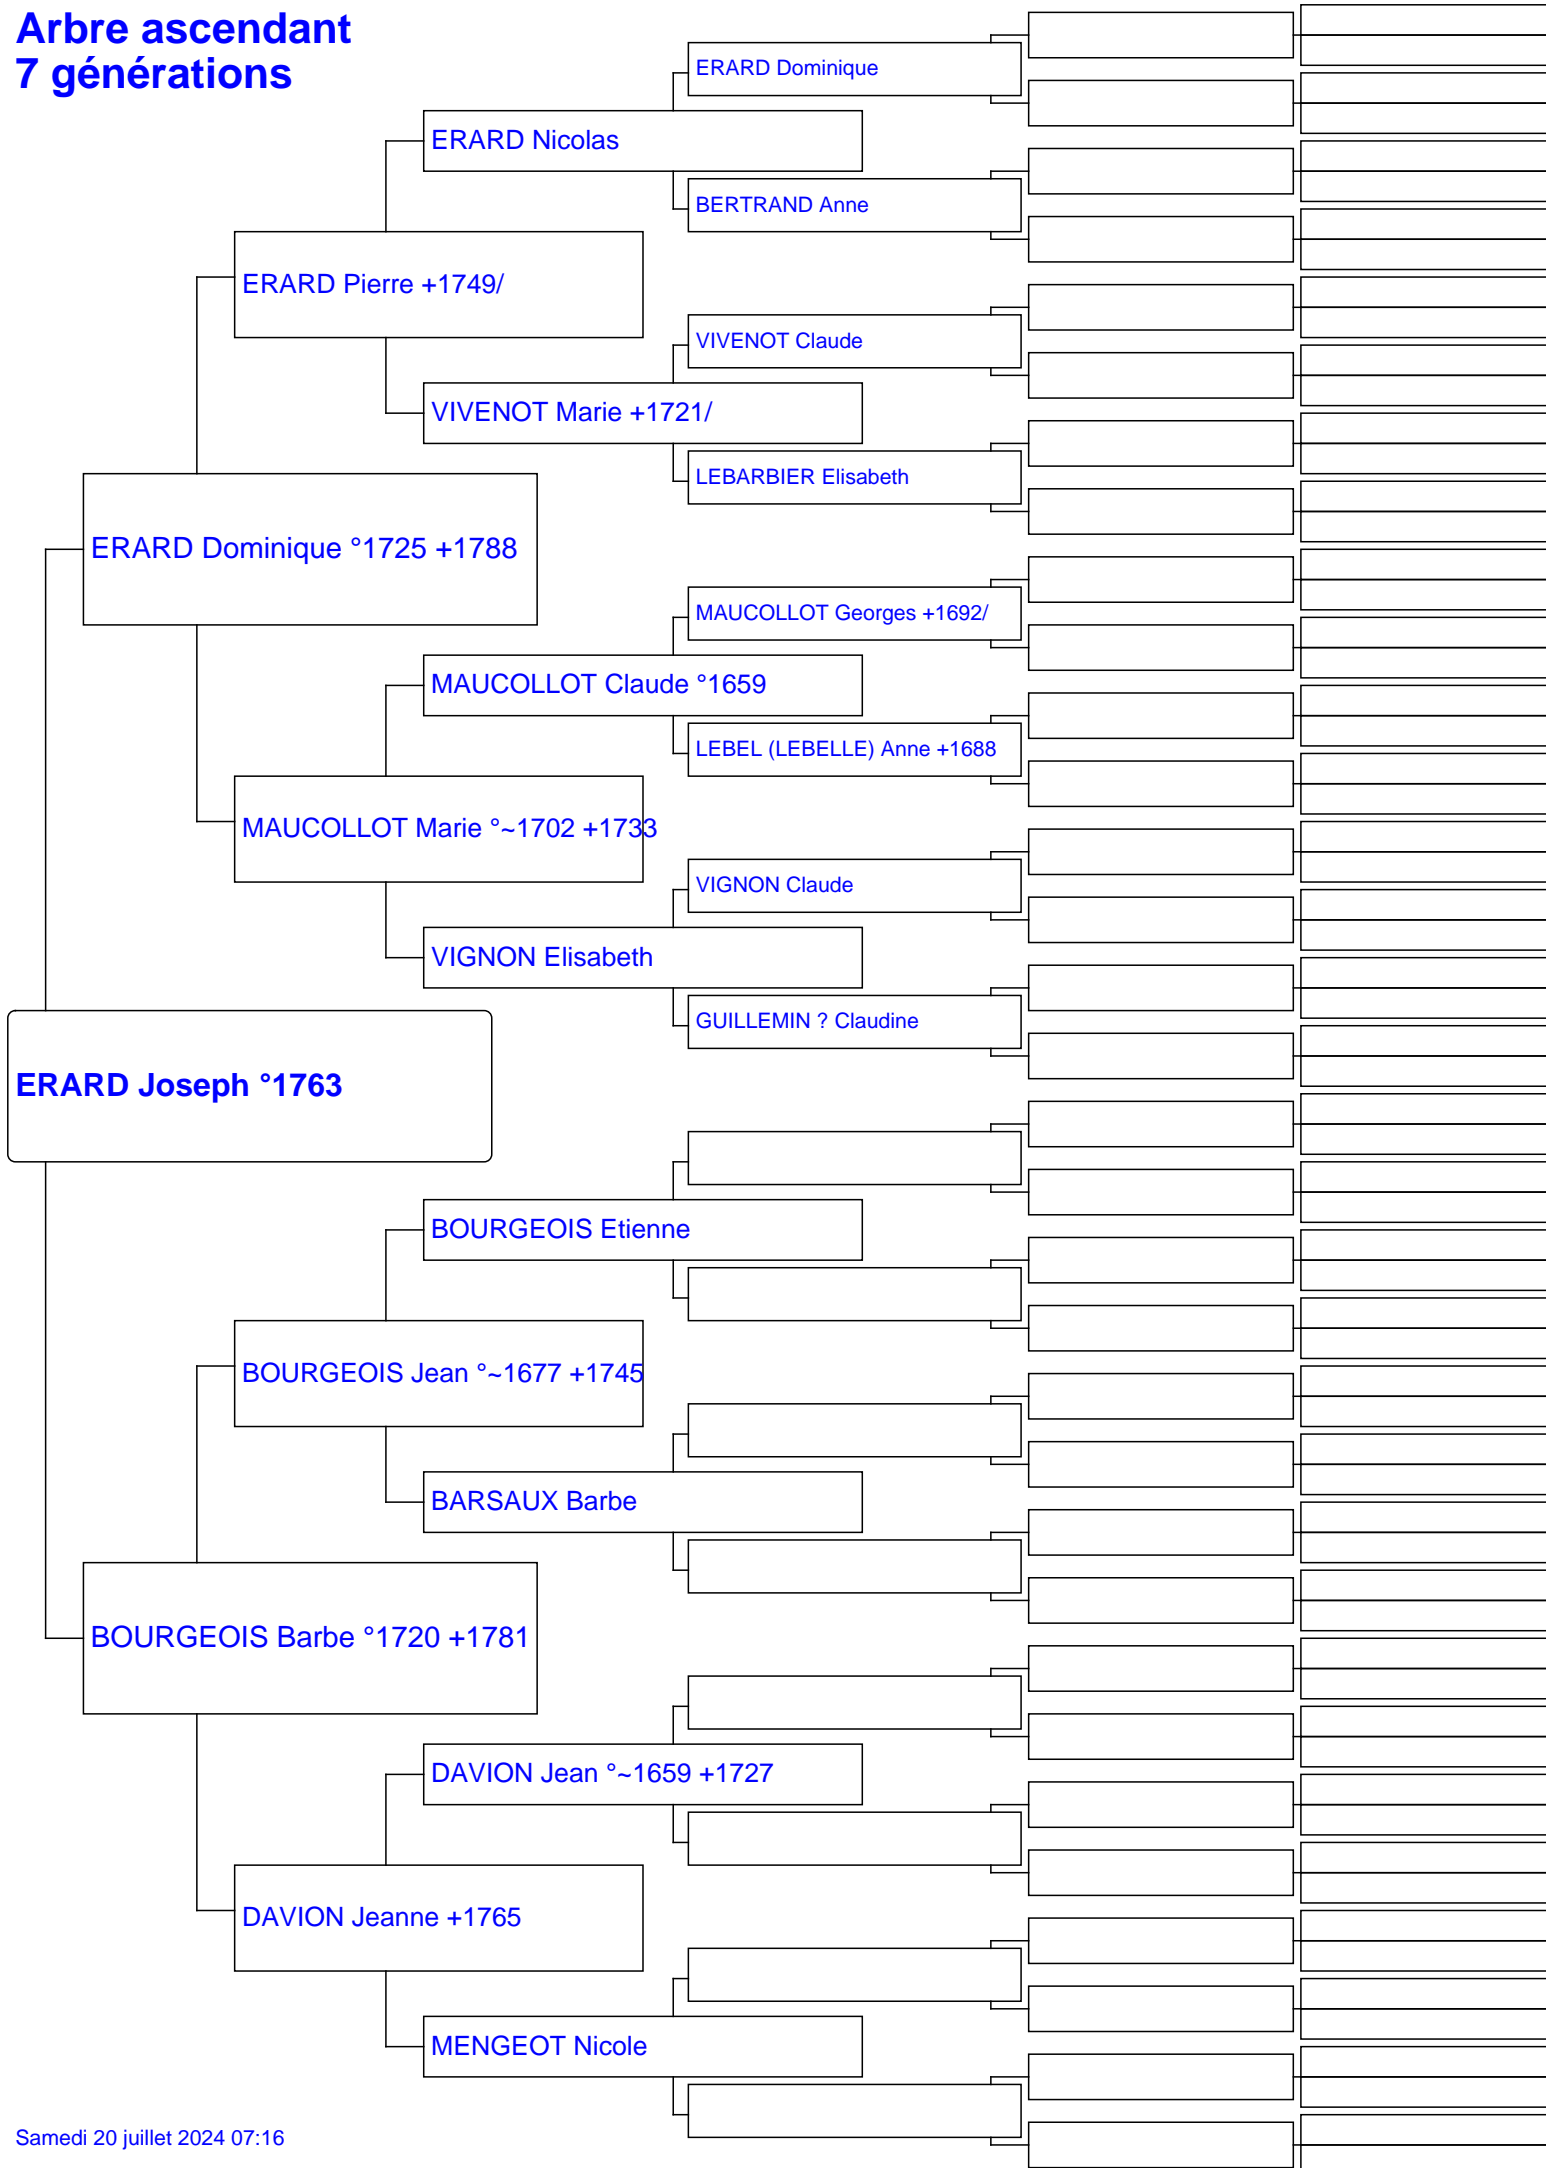 Arbre ascendant
7 générations
ERARD Dominique
ERARD Nicolas
BERTRAND Anne
ERARD Pierre +1749/
VIVENOT Claude
VIVENOT Marie +1721/
LEBARBIER Elisabeth
ERARD Dominique °1725 +1788
MAUCOLLOT Georges +1692/
MAUCOLLOT Claude °1659
LEBEL (LEBELLE) Anne +1688
MAUCOLLOT Marie °~1702 +1733
VIGNON Claude
VIGNON Elisabeth
GUILLEMIN ? Claudine
ERARD Joseph °1763
BOURGEOIS Etienne
BOURGEOIS Jean °~1677 +1745
BARSAUX Barbe
BOURGEOIS Barbe °1720 +1781
DAVION Jean °~1659 +1727
DAVION Jeanne +1765
MENGEOT Nicole
Samedi 20 juillet 2024 07:16